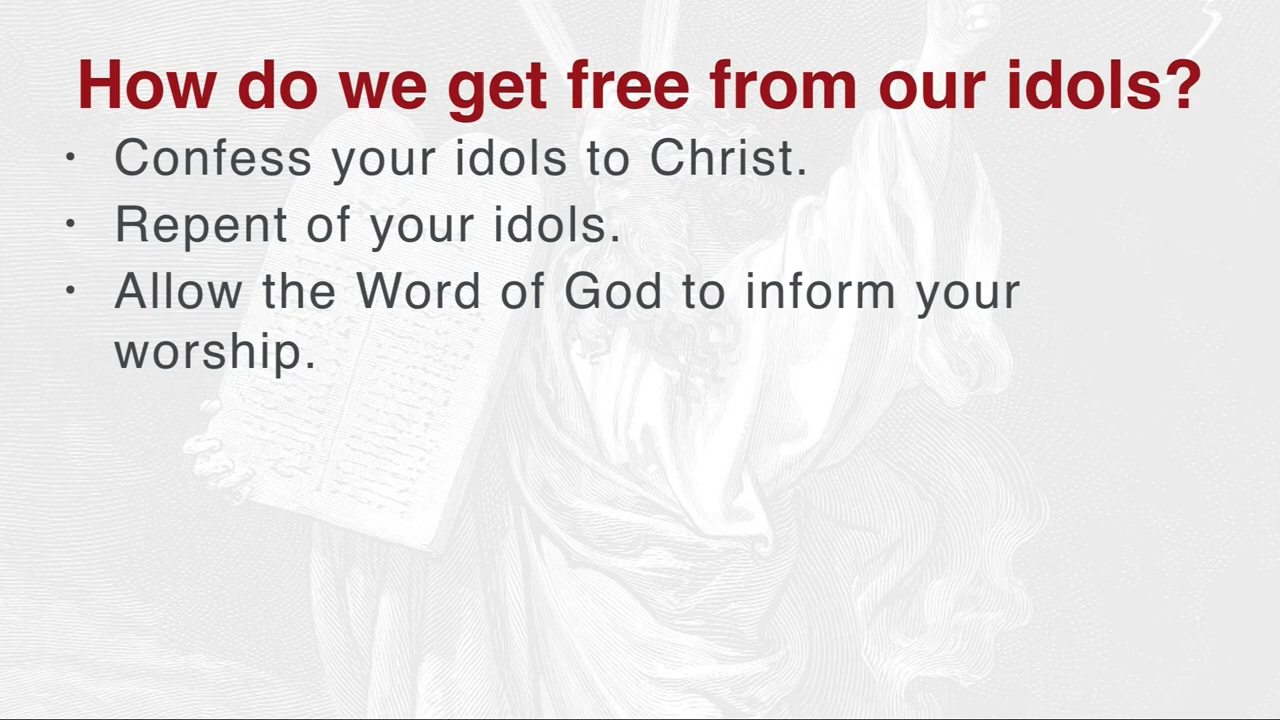 How do we get free from our idols?
• Confess your idols to Christ.
• Repent of your idols.
• Allow the Word of God to inform your
worship.